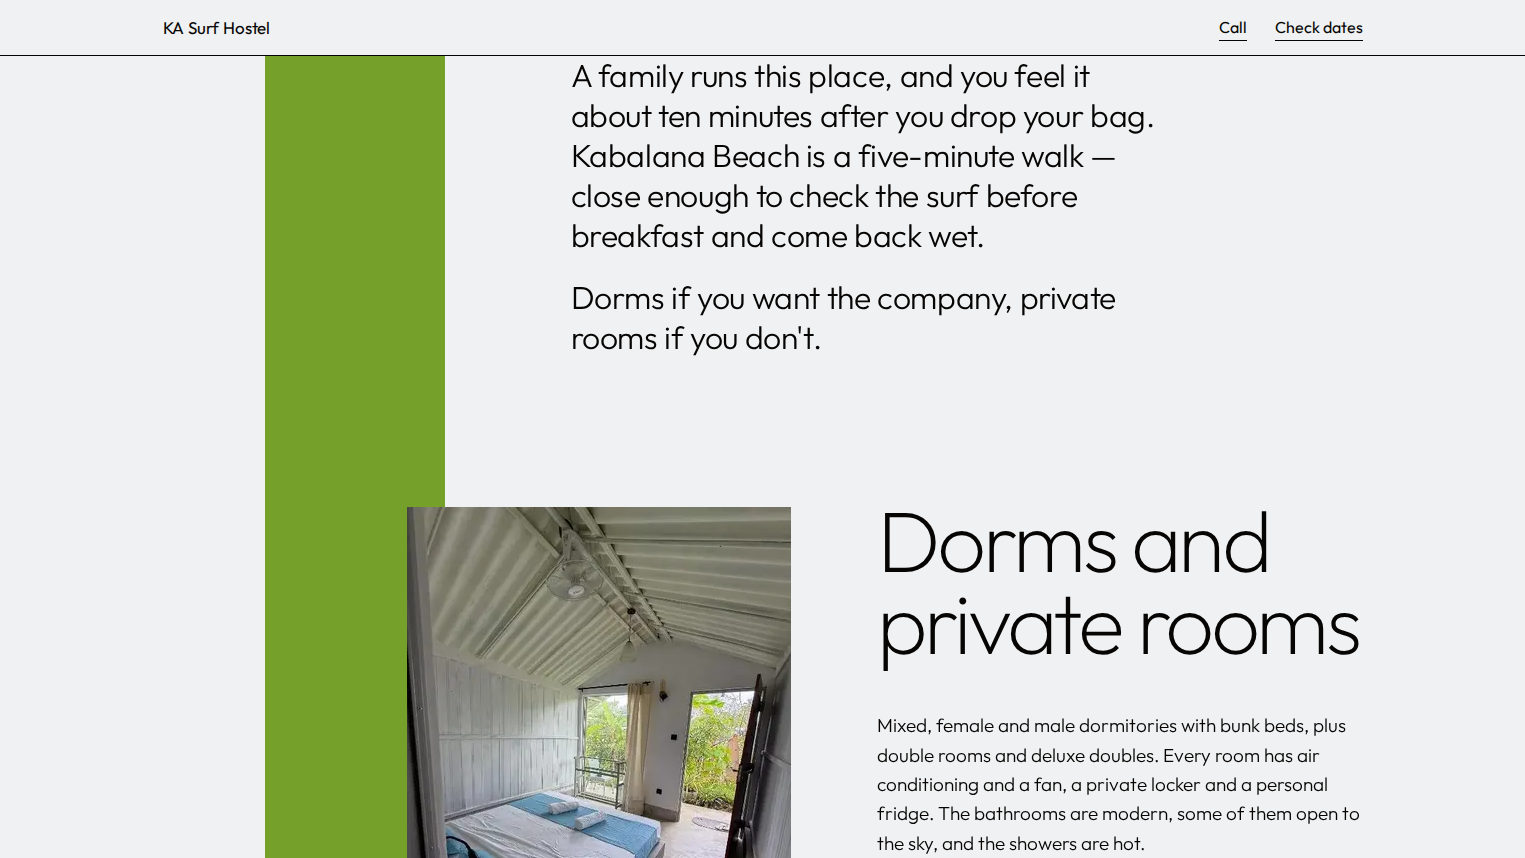 KA Surf Hostel
Call
Check dates
A family runs this place, and you feel it
about ten minutes after you drop your bag.
Kabalana Beach is a five-minute walk —
close enough to check the surf before
breakfast and come back wet.
Dorms if you want the company, private
rooms if you don't.
Dorms and
private rooms
Mixed, female and male dormitories with bunk beds, plus
double rooms and deluxe doubles. Every room has air
conditioning and a fan, a private locker and a personal
fridge. The bathrooms are modern, some of them open to
the sky, and the showers are hot.